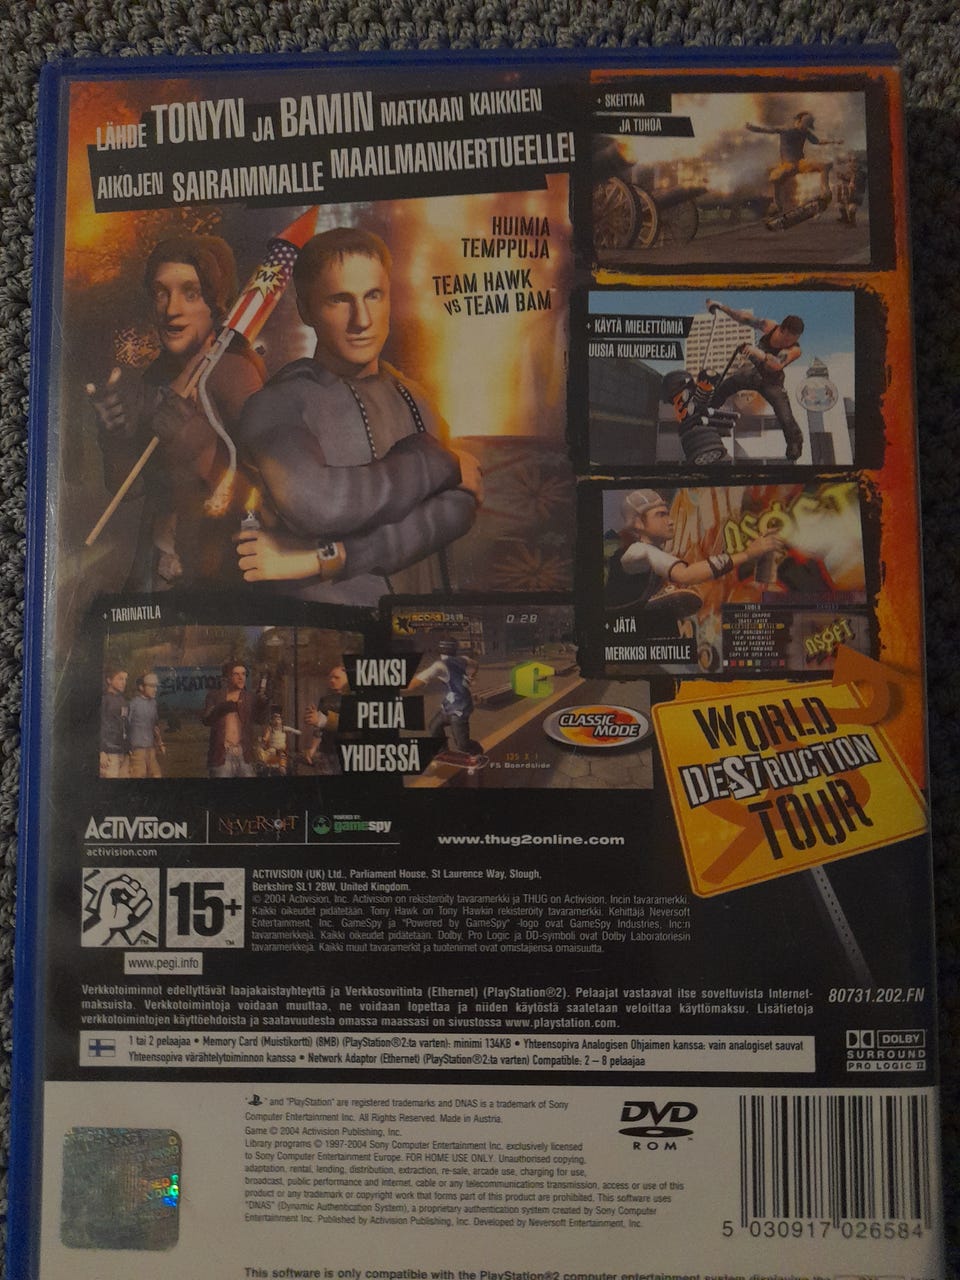 LÄHDE TONYN JA BAMIN MATKAAN KAIKKIEN
AIKOJEN SAIRAIMMALLE MAAILMANKIERTUEELLE!
HUIMIA
TEMPPUJA
TEAM HAWK
VS TEAM BAM
+ SKEITTAA
JA TUHOA
+ KÄYTÄ MIELETTÖMIÄ
UUSIA KULKUPELEJÄ
+ JÄTÄ
MERKKISI KENTILLE
+ TARINATILA
KAKSI
PELIÄ
YHDESSÄ
0:28
C
FS Boardslide
CLASSIC
MODE
WORLD
DESTRUCTION
TOUR
ACTIVISION
activision.com
NEVERSOFT
POWERED BY
gamespy
www.thug2online.com
15+
www.pegi.info
ACTIVISION (UK) Ltd., Parliament House, St Laurence Way, Slough,
Berkshire SL1 2BW, United Kingdom.
© 2004 Activision, Inc. Activision on rekisteröity tavaramerkki ja THUG on Activision, Incin tavaramerkki.
Kaikki oikeudet pidätetään. Tony Hawk on Tony Hawkin rekisteröity tavaramerkki. Kehittäjä Neversoft
Entertainment, Inc. GameSpy ja "Powered by GameSpy" -logo ovat GameSpy Industries, Inc:n
tavaramerkkejä. Kaikki oikeudet pidätetään. Dolby, Pro Logic ja DD-symboli ovat Dolby Laboratoriesin
tavaramerkkejä. Kaikki muut tavaramerkit ja tuotenimet ovat omistajiensa omaisuutta.
Verkkotoiminnot edellyttävät laajakaistayhteyttä ja Verkkosovitinta (Ethernet) (PlayStation®2). Pelaajat vastaavat itse soveltuvista Internet-
maksuista. Verkkotoimintoja voidaan muuttaa, ne voidaan lopettaa ja niiden käytöstä saatetaan veloittaa käyttömaksu. Lisätietoja
verkkotoimintojen käyttöehdoista ja saatavuudesta omassa maassasi on sivustossa www.playstation.com.
80731.202.FN
1 tai 2 pelaajaa • Memory Card (Muistikortti) (8MB) (PlayStation®2:ta varten): minimi 134KB • Yhteensopiva Analogisen Ohjaimen kanssa: vain analogiset sauvat
Yhteensopiva värähtelytoiminnon kanssa • Network Adaptor (Ethernet) (PlayStation®2:ta varten) Compatible: 2 – 8 pelaajaa
DOLBY
SURROUND
PRO LOGIC II
" " and "PlayStation" are registered trademarks and DNAS is a trademark of Sony
Computer Entertainment Inc. All Rights Reserved. Made in Austria.
Game © 2004 Activision Publishing, Inc.
Library programs © 1997-2004 Sony Computer Entertainment Inc. exclusively licensed
to Sony Computer Entertainment Europe. FOR HOME USE ONLY. Unauthorised copying,
adaptation, rental, lending, distribution, extraction, re-sale, arcade use, charging for use,
broadcast, public performance and internet, cable or any telecommunications transmission, access or use of this
product or any trademark or copyright work that forms part of this product are prohibited. This software uses
"DNAS" (Dynamic Authentication System), a proprietary authentication system created by Sony Computer
Entertainment Inc. Published by Activision Publishing, Inc. Developed by Neversoft Entertainment, Inc.
DVD
ROM
5 030917 026584
This software is only compatible with the PlayStation®2 computer entertainment system